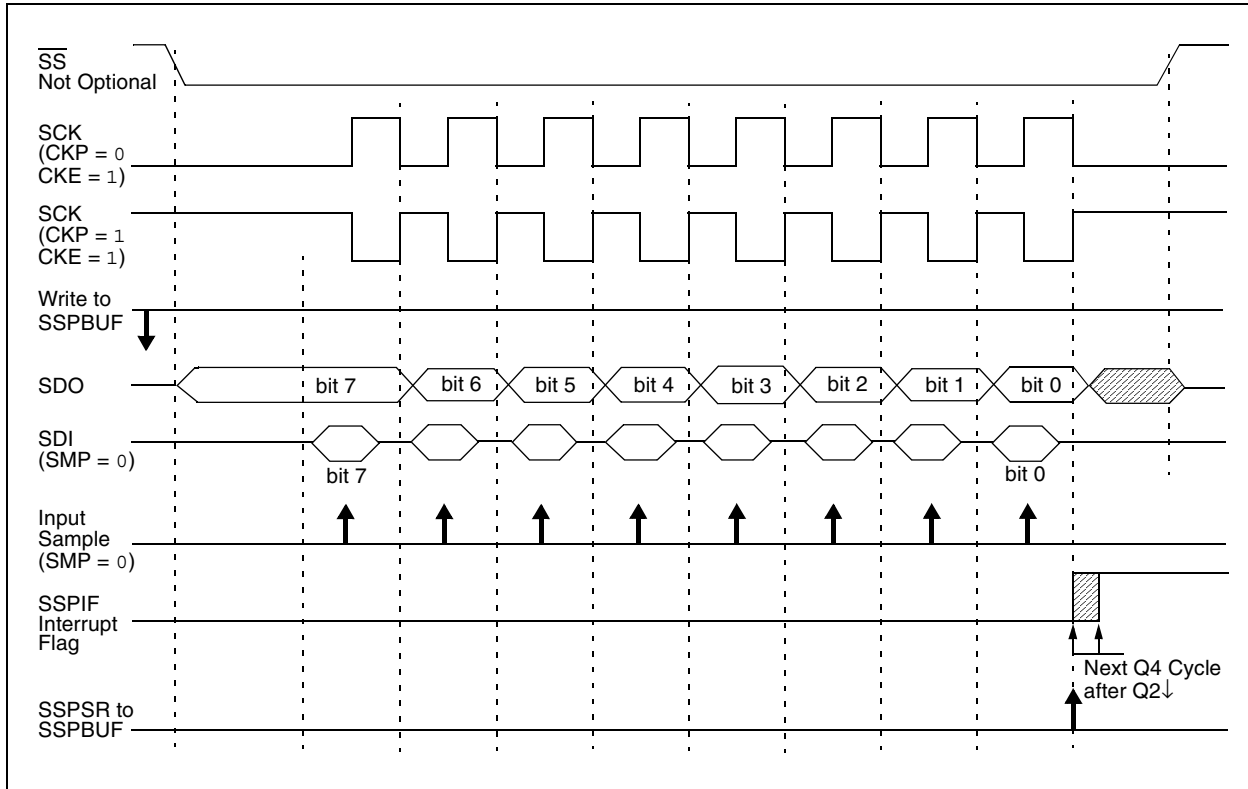 SS
Not Optional
SCK
(CKP = 0
CKE = 1)
SCK
(CKP = 1
CKE = 1)
Write to
SSPBUF
SDO
bit 7 bit 6 bit 5 bit 4 bit 3 bit 2 bit 1 bit 0
SDI
(SMP = 0)
bit 7 bit 0
Input
Sample
(SMP = 0)
SSPIF
Interrupt
Flag
Next Q4 Cycle
after Q2↓
SSPSR to
SSPBUF